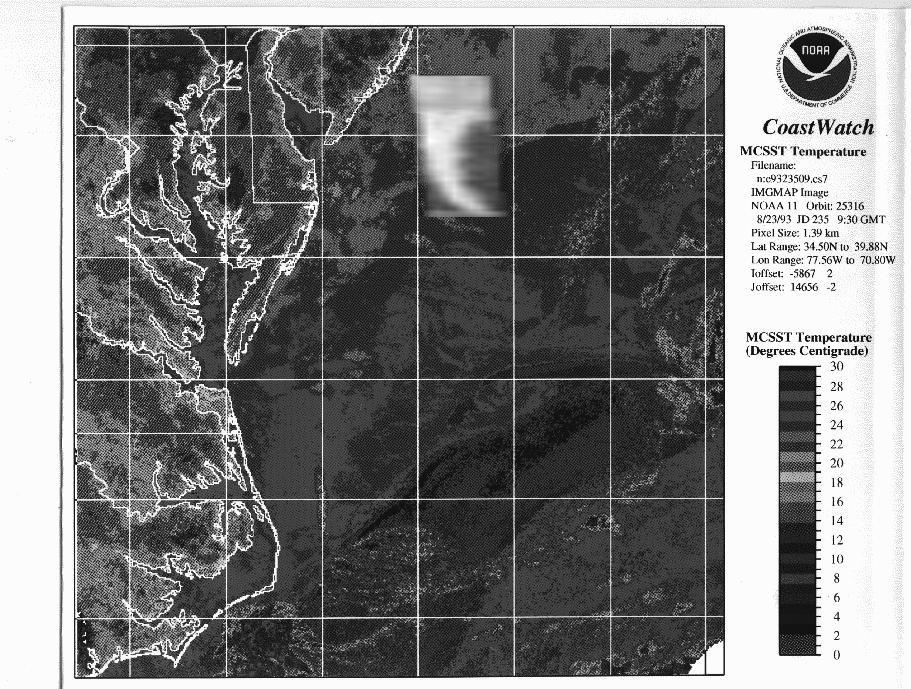 NATIONAL OCEANIC AND ATMOSPHERIC ADMINISTRATION
U.S. DEPARTMENT OF COMMERCE
NOAA
CoastWatch
MCSST Temperature
Filename:
n:e9323509.cs7
IMGMAP Image
NOAA 11 Orbit: 25316
8/23/93 JD 235 9:30 GMT
Pixel Size: 1.39 km
Lat Range: 34.50N to 39.88N
Lon Range: 77.56W to 70.80W
Ioffset: -5867 2
Joffset: 14656 -2
MCSST Temperature
(Degrees Centigrade)
30
28
26
24
22
20
18
16
14
12
10
8
6
4
2
0